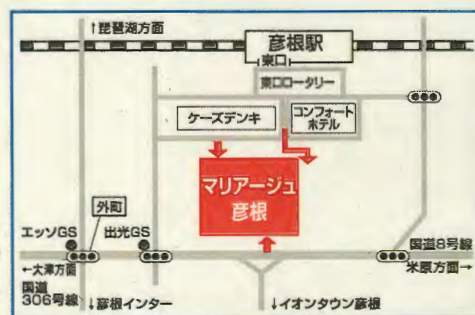 ↑琵琶湖方面
彦根駅
東口
東口ロータリー
ケーズデンキ
コンフォート
ホテル
マリアージュ
彦根
外町
エッソGS
出光GS
国道8号線
←大津方面
米原方面→
国道
306号線
↓彦根インター
↓イオンタウン彦根